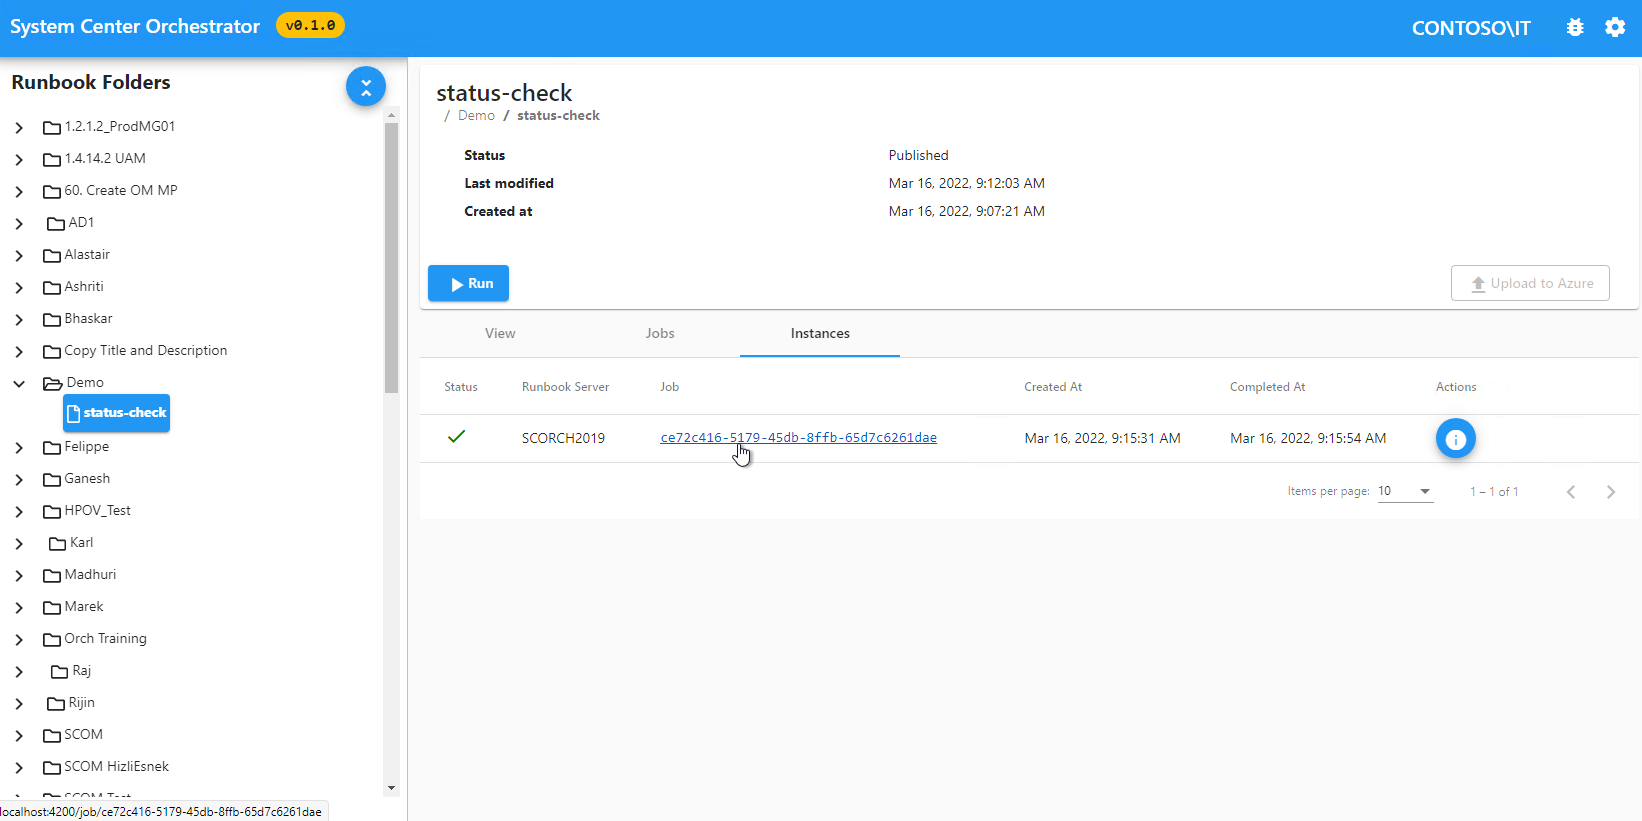 System Center Orchestrator v0.1.0 CONTOSO\IT
Runbook Folders
1.2.1.2_ProdMG01
1.4.14.2 UAM
60. Create OM MP
AD1
Alastair
Ashriti
Bhaskar
Copy Title and Description
Demo
status-check
Felippe
Ganesh
HPOV_Test
Karl
Madhuri
Marek
Orch Training
Raj
Rijin
SCOM
SCOM HizliEsnek
SCOM Test
localhost:4200/job/ce72c416-5179-45db-8ffb-65d7c6261dae
status-check
/ Demo / status-check
Status Published
Last modified Mar 16, 2022, 9:12:03 AM
Created at Mar 16, 2022, 9:07:21 AM
Run Upload to Azure
View Jobs Instances
Status Runbook Server Job Created At Completed At Actions
SCORCH2019 ce72c416-5179-45db-8ffb-65d7c6261dae Mar 16, 2022, 9:15:31 AM Mar 16, 2022, 9:15:54 AM
Items per page: 10 1 – 1 of 1